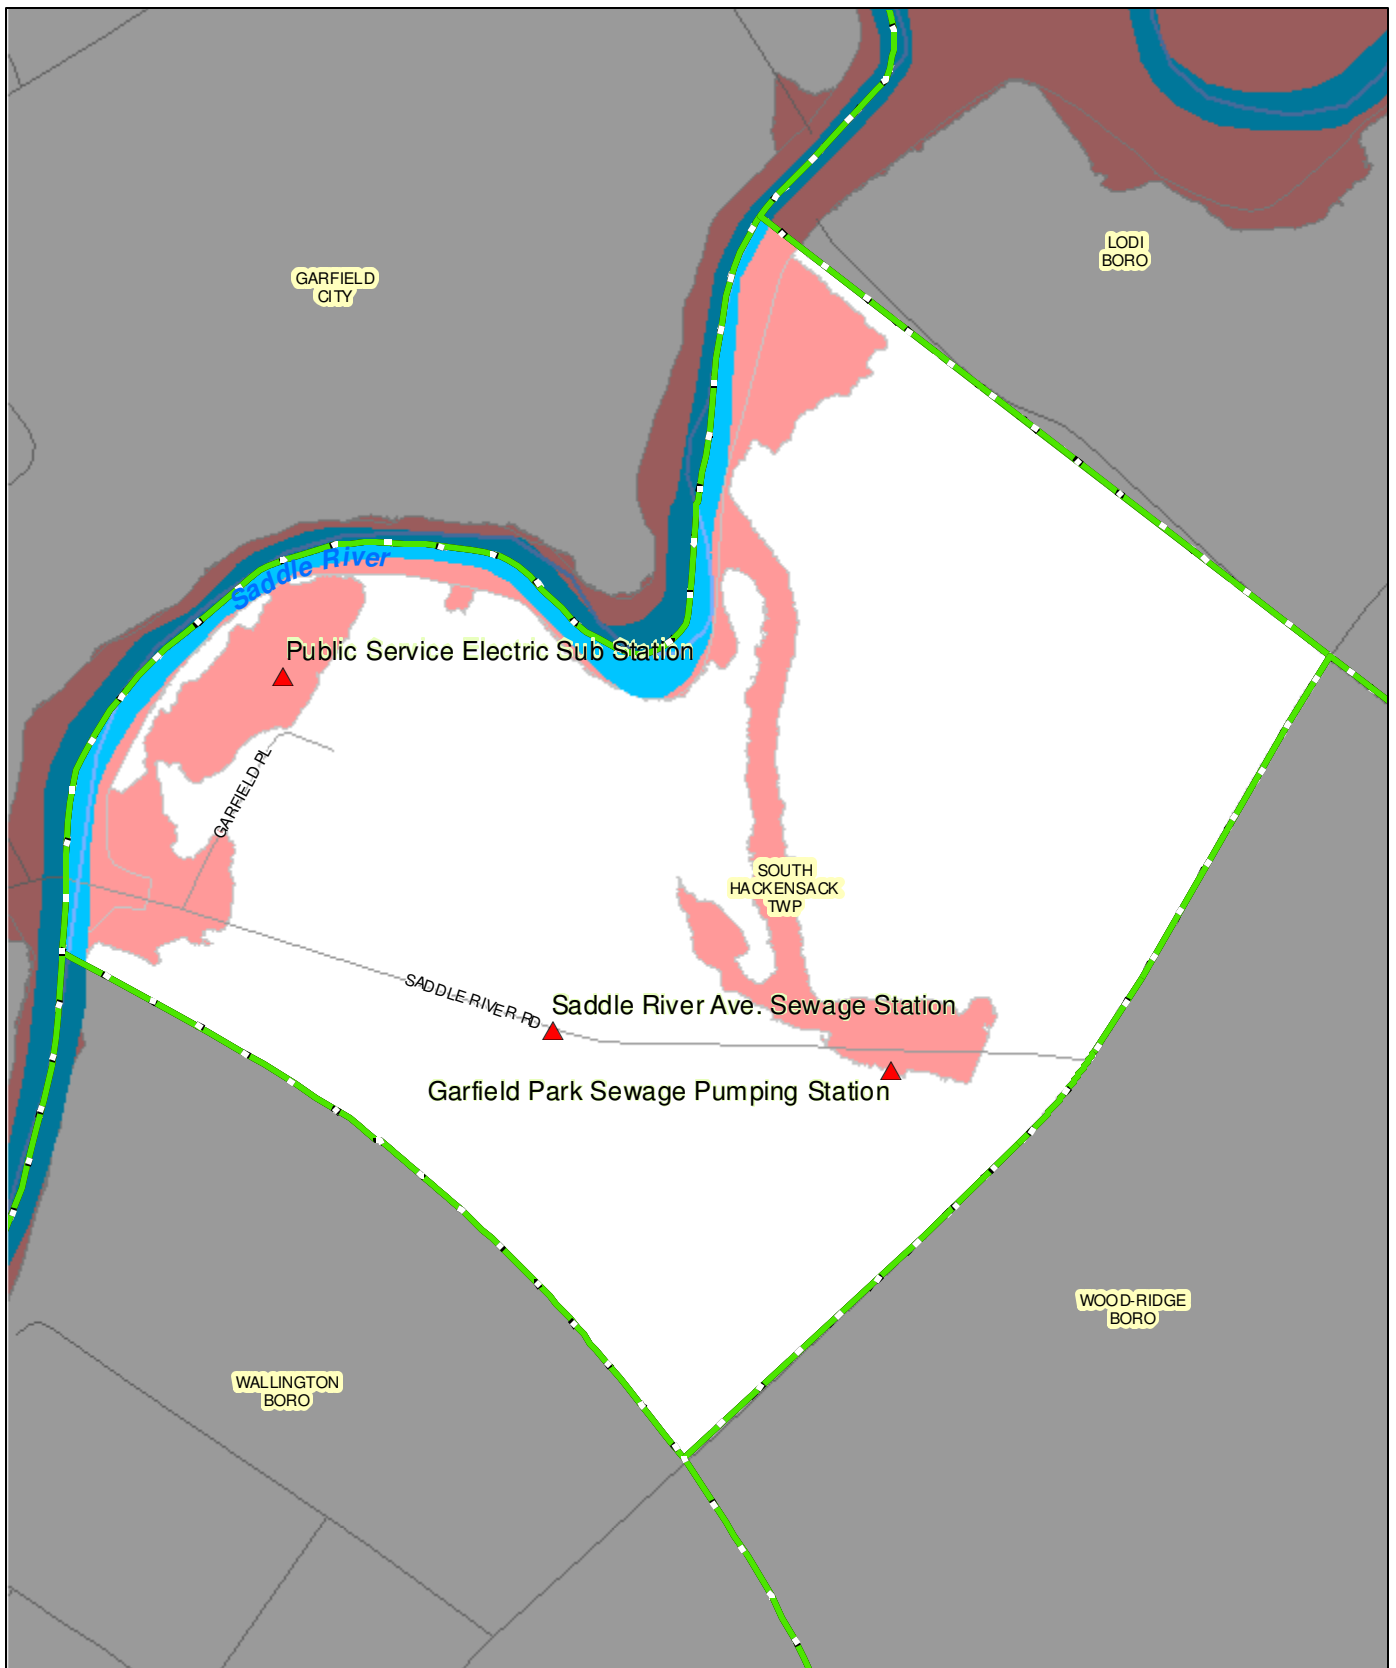 LODI
BORO
GARFIELD
CITY
Saddle River
Public Service Electric Sub Station
GARFIELD PL
SOUTH
HACKENSACK
TWP
SADDLE RIVER RD
Saddle River Ave. Sewage Station
Garfield Park Sewage Pumping Station
WOOD-RIDGE
BORO
WALLINGTON
BORO